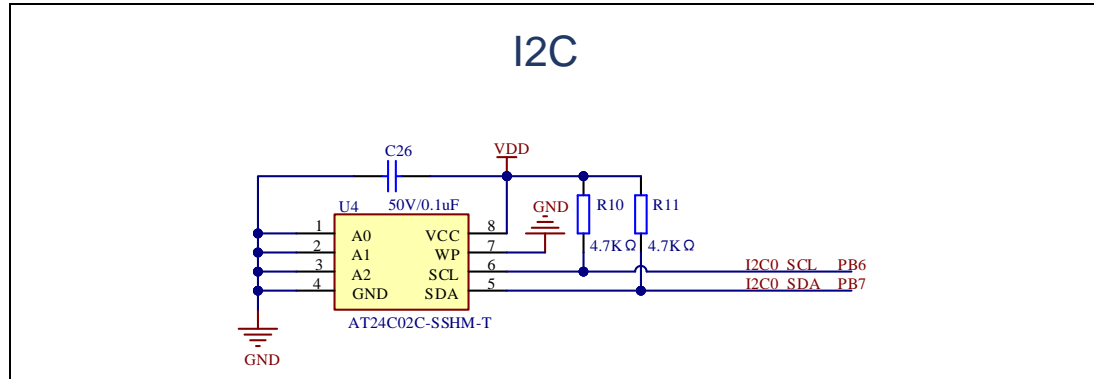 I2C
C26
VDD
U4
50V/0.1uF
GND
R10
R11
1
A0
VCC
8
4.7KΩ
4.7KΩ
2
A1
WP
7
3
A2
SCL
6
I2C0_SCL
PB6
4
GND
SDA
5
I2C0_SDA
PB7
AT24C02C-SSHM-T
GND